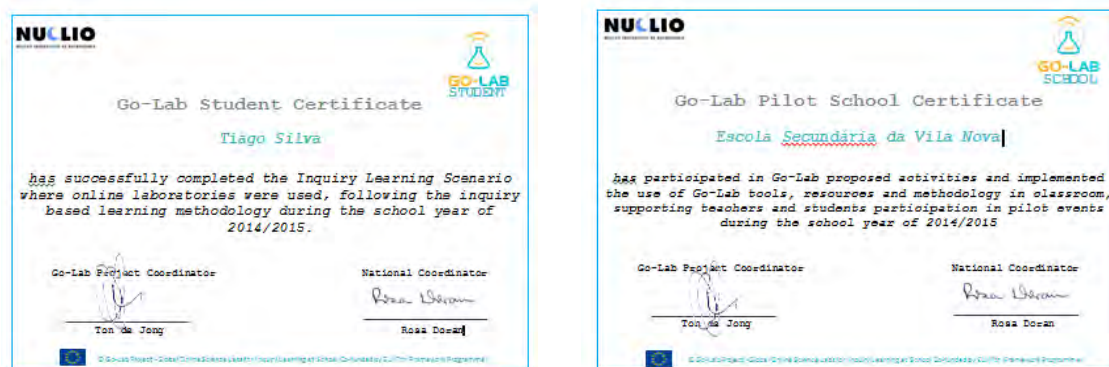 NUCLIO
GO-LAB
STUDENT
Go-Lab Student Certificate
Tiago Silva
has successfully completed the Inquiry Learning Scenario
where online laboratories were used, following the inquiry
based learning methodology during the school year of
2014/2015.
Go-Lab Project Coordinator
National Coordinator
Rosa Doran
Ton de Jong
Rosa Doran
NUCLIO
GO-LAB
SCHOOL
Go-Lab Pilot School Certificate
Escola Secundária da Vila Nova
has participated in Go-Lab proposed activities and implemented
the use of Go-Lab tools, resources and methodology in classroom,
supporting teachers and students participation in pilot events
during the school year of 2014/2015
Go-Lab Project Coordinator
National Coordinator
Rosa Doran
Ton de Jong
Rosa Doran